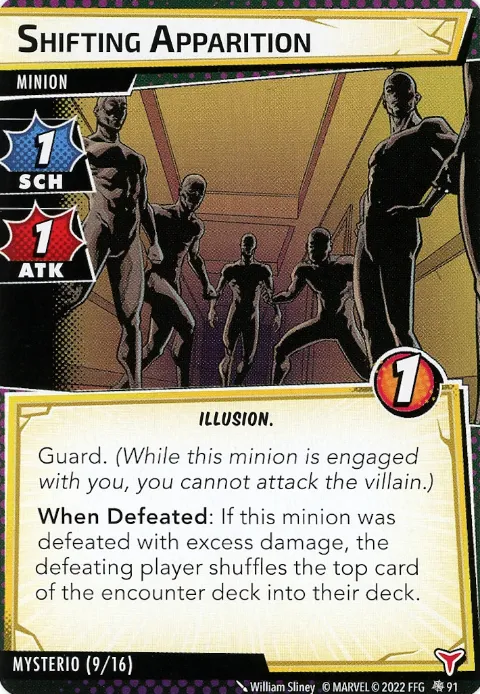 SHIFTING APPARITION
MINION
1
SCH
1
ATK
1
ILLUSION.
Guard. (While this minion is engaged
with you, you cannot attack the villain.)
When Defeated: If this minion was
defeated with excess damage, the
defeating player shuffles the top card
of the encounter deck into their deck.
MYSTERIO (9/16)
William Sliney © MARVEL © 2022 FFG 91